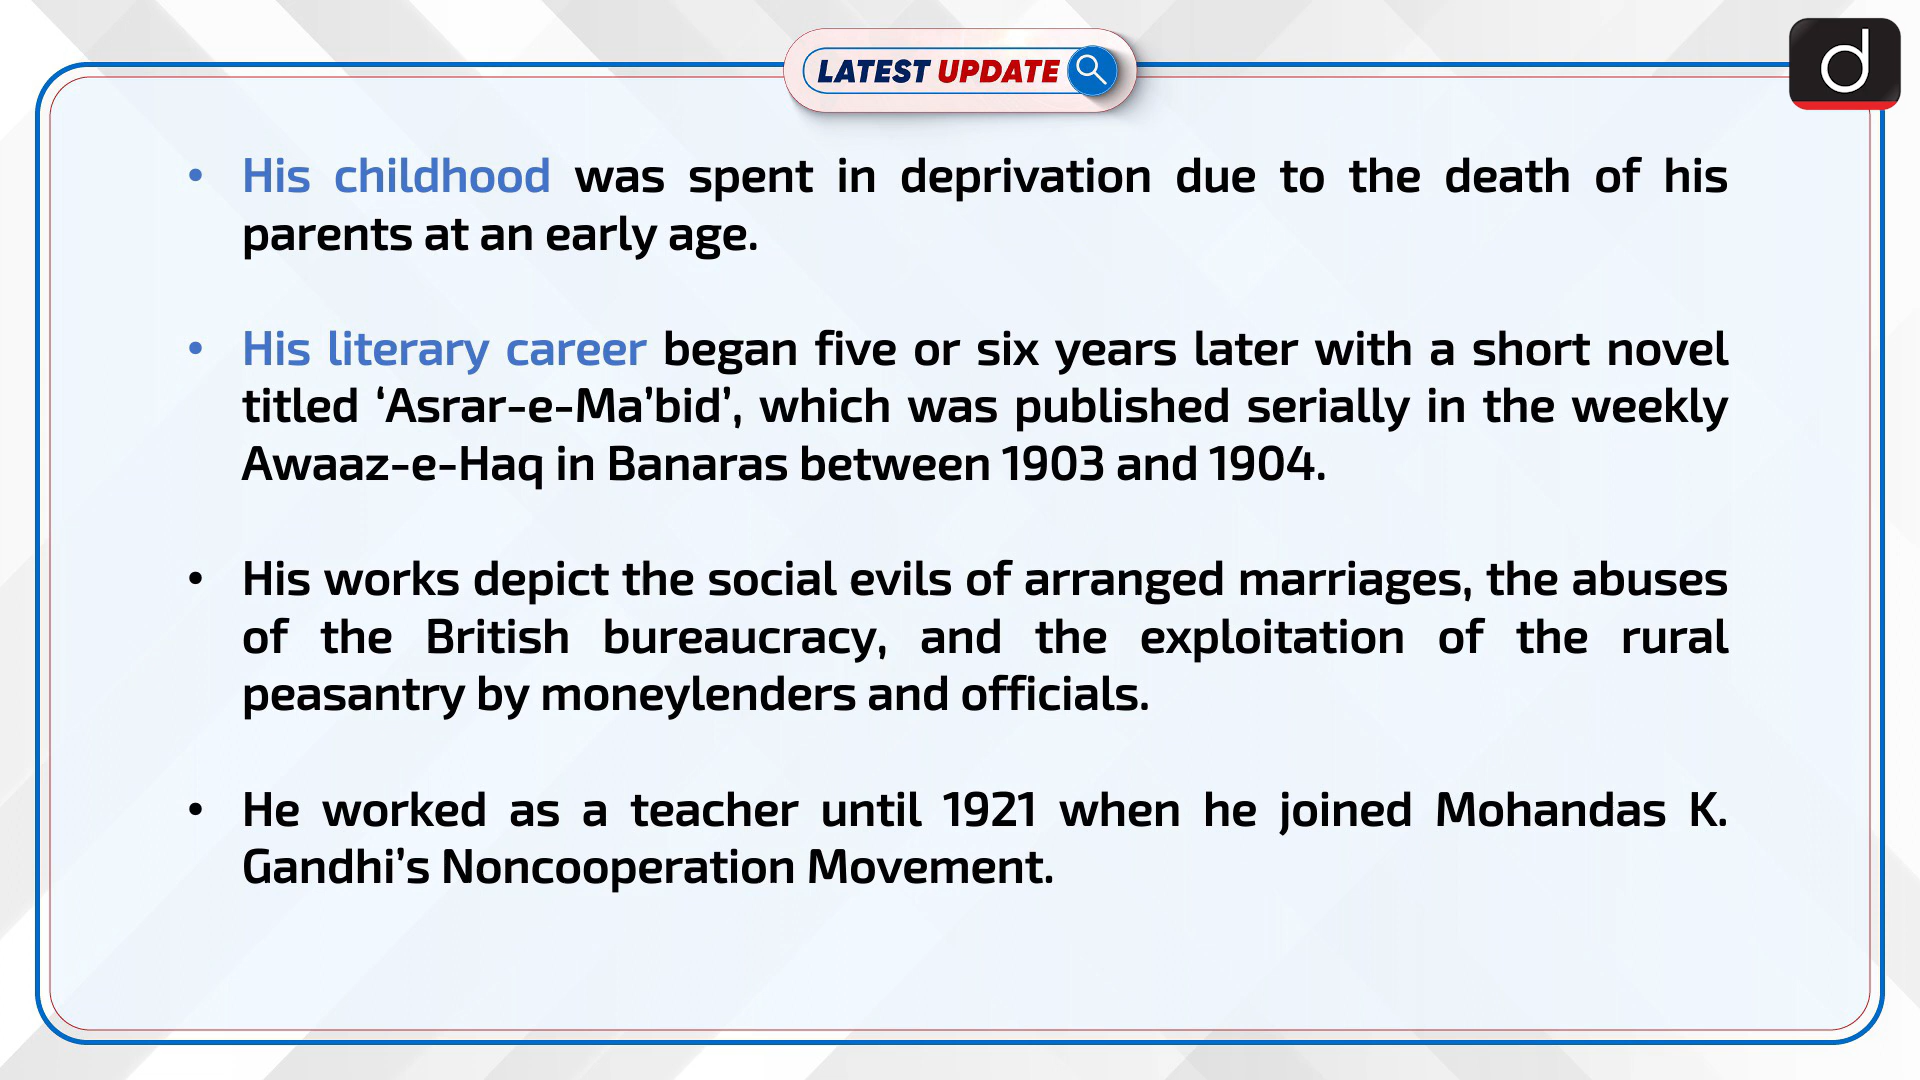 LATEST UPDATE
d
• His childhood was spent in deprivation due to the death of his
parents at an early age.
• His literary career began five or six years later with a short novel
titled ‘Asrar-e-Ma’bid’, which was published serially in the weekly
Awaaz-e-Haq in Banaras between 1903 and 1904.
• His works depict the social evils of arranged marriages, the abuses
of the British bureaucracy, and the exploitation of the rural
peasantry by moneylenders and officials.
• He worked as a teacher until 1921 when he joined Mohandas K.
Gandhi’s Noncooperation Movement.